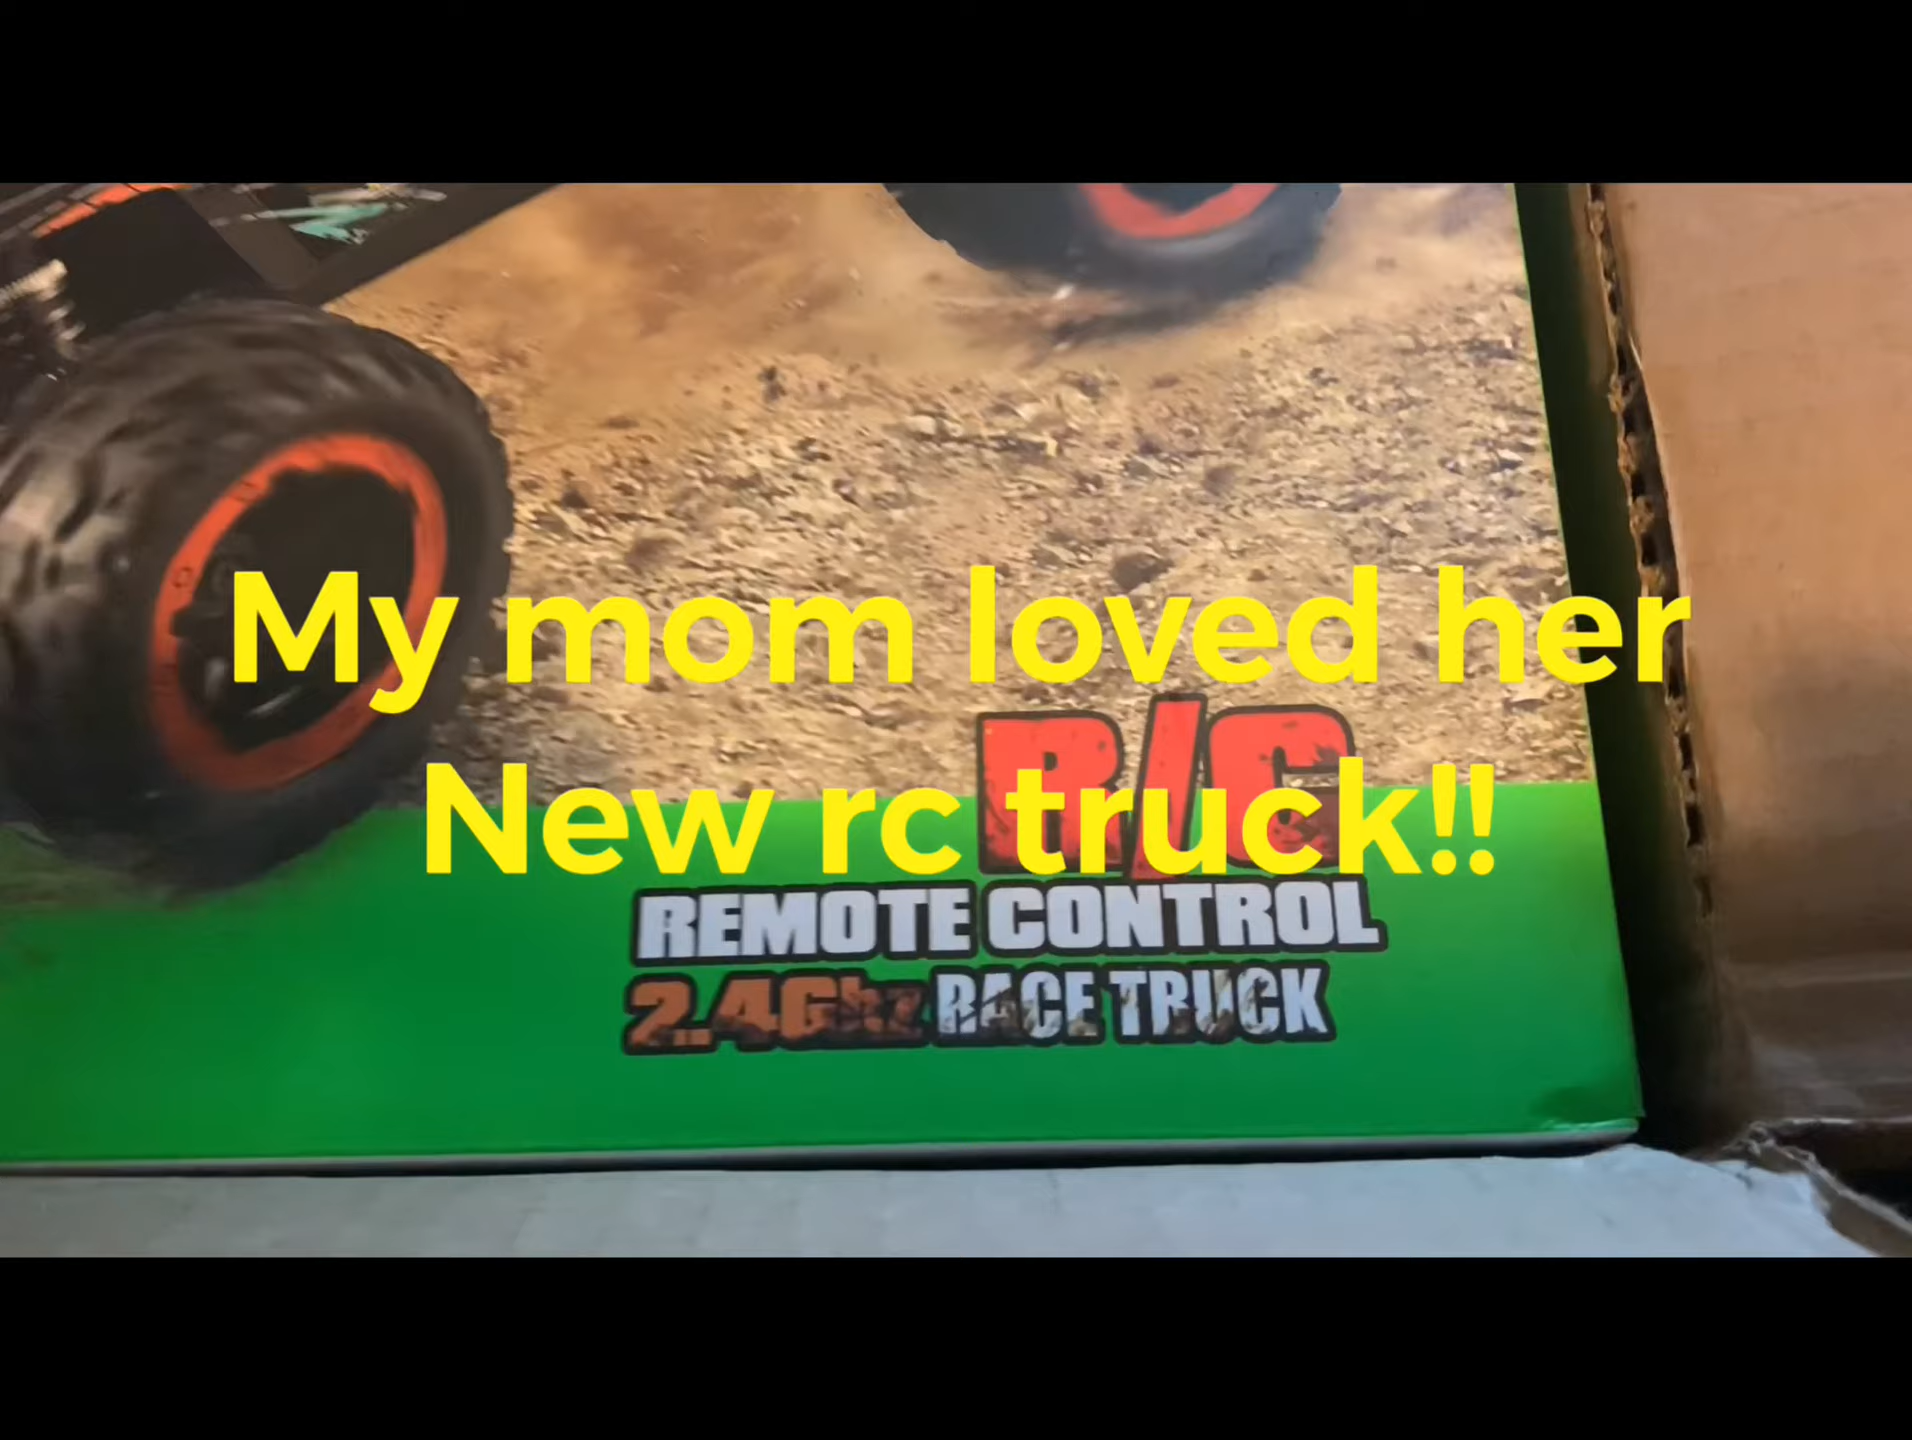 My mom loved her
New rc truck!!
R/C
REMOTE CONTROL
2.4Ghz RACE TRUCK